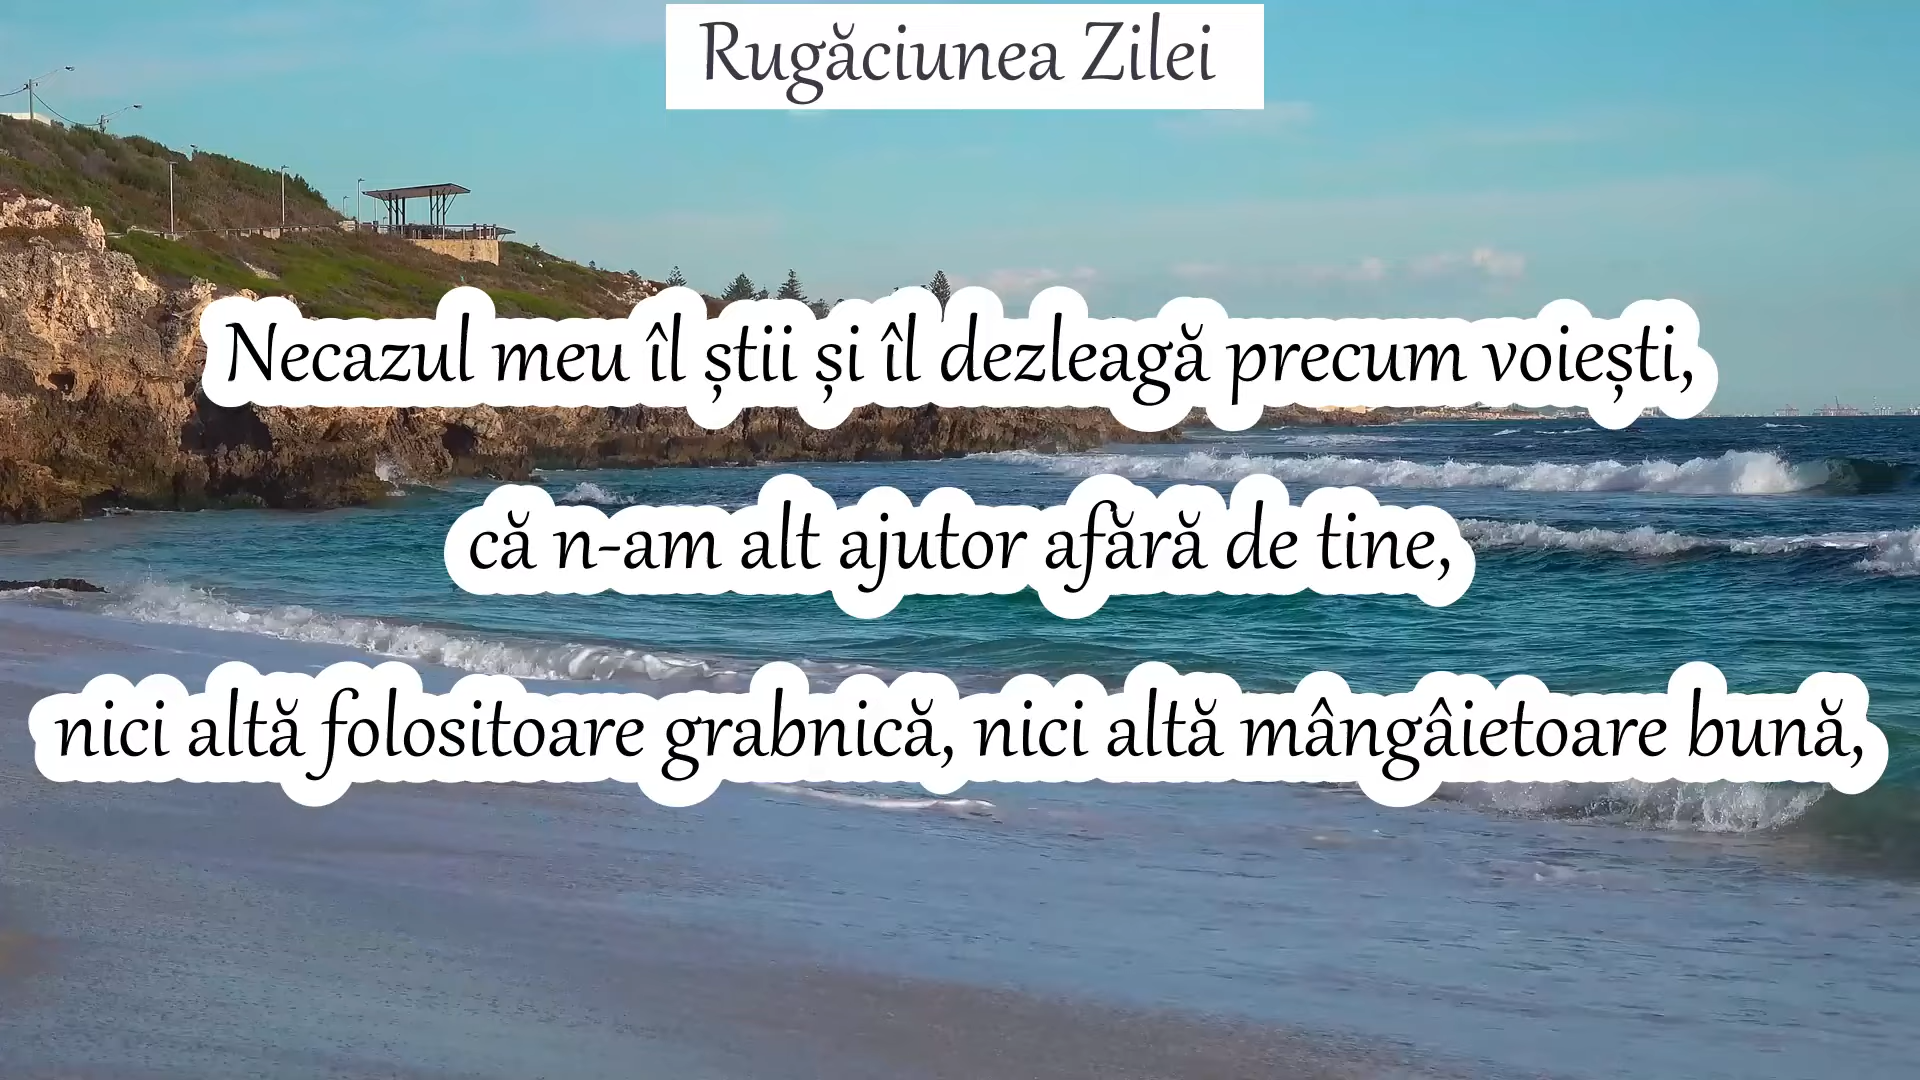 Rugăciunea Zilei
Necazul meu îl știi și îl dezleagă precum voiești,
că n-am alt ajutor afără de tine,
nici altă folositoare grabnică, nici altă mângâietoare bună,